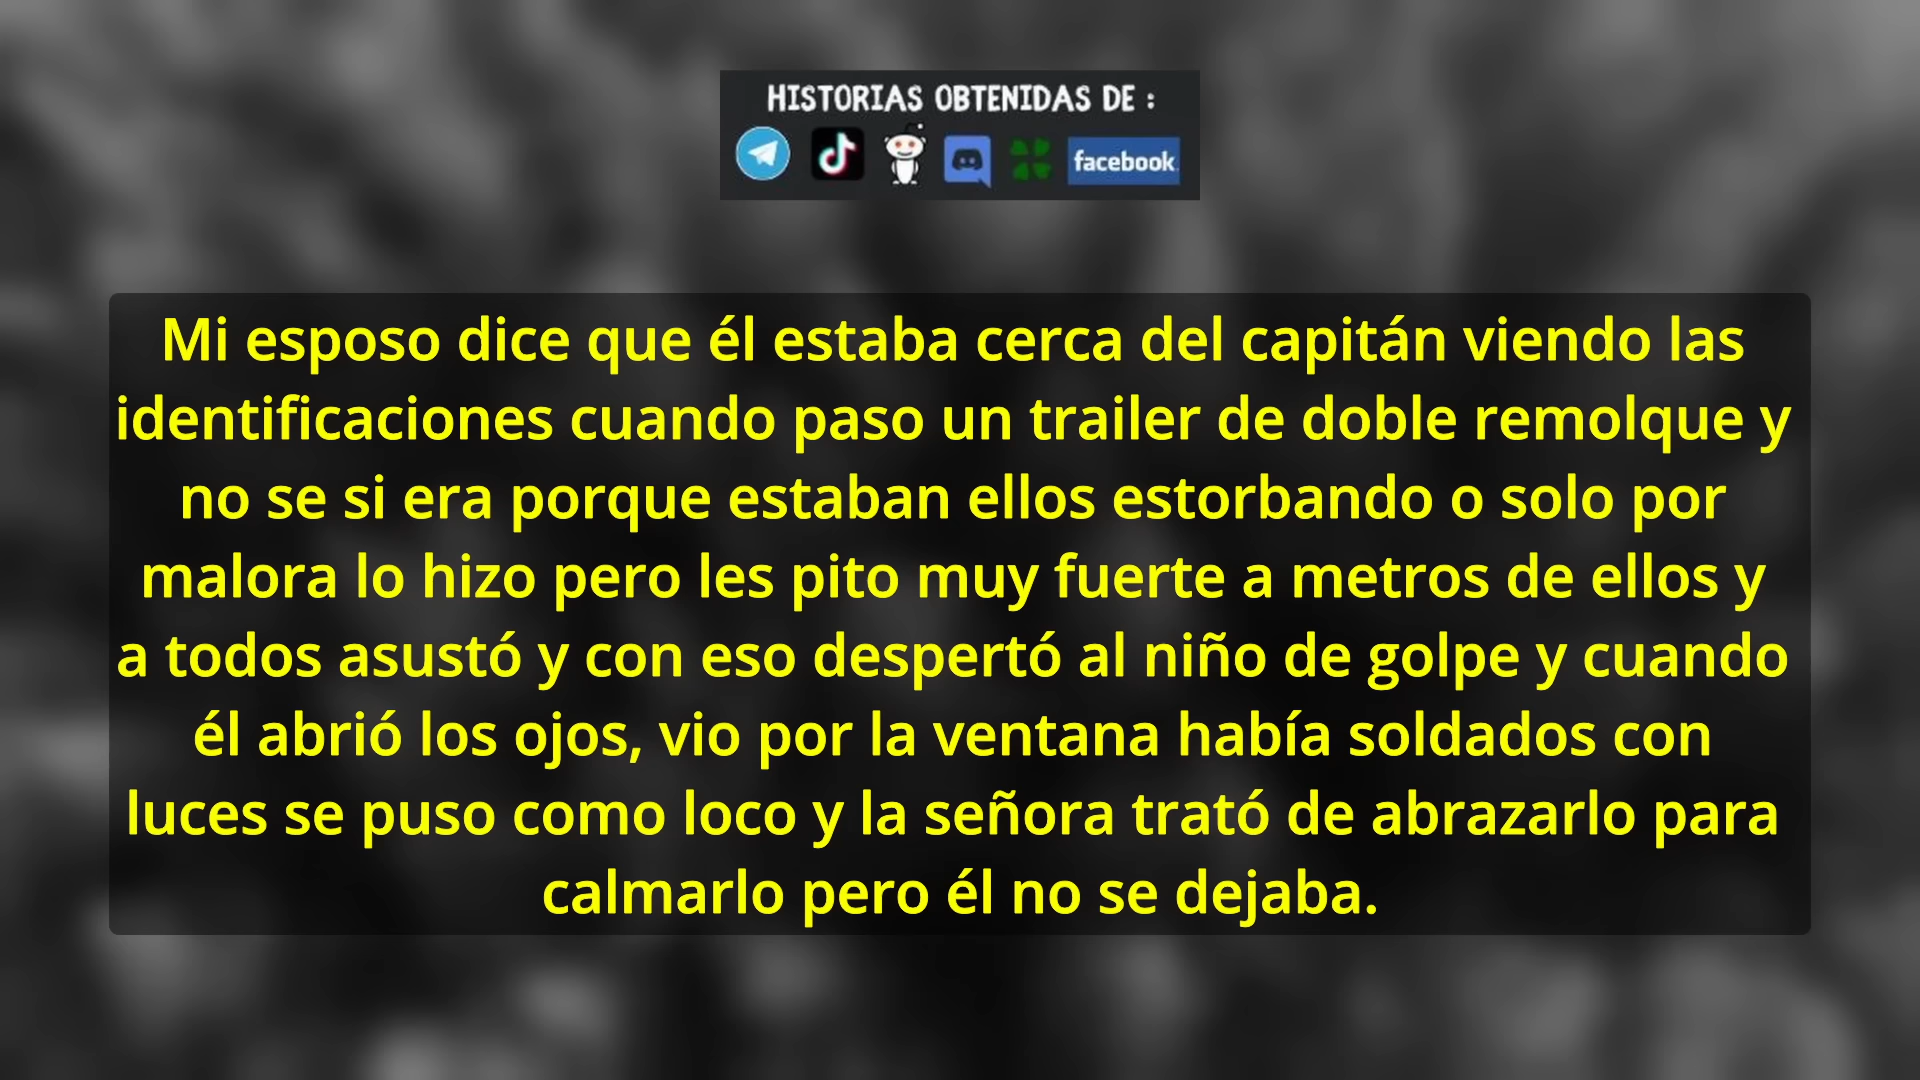 HISTORIAS OBTENIDAS DE :
facebook
Mi esposo dice que él estaba cerca del capitán viendo las
identificaciones cuando paso un trailer de doble remolque y
no se si era porque estaban ellos estorbando o solo por
malora lo hizo pero les pito muy fuerte a metros de ellos y
a todos asustó y con eso despertó al niño de golpe y cuando
él abrió los ojos, vio por la ventana había soldados con
luces se puso como loco y la señora trató de abrazarlo para
calmarlo pero él no se dejaba.